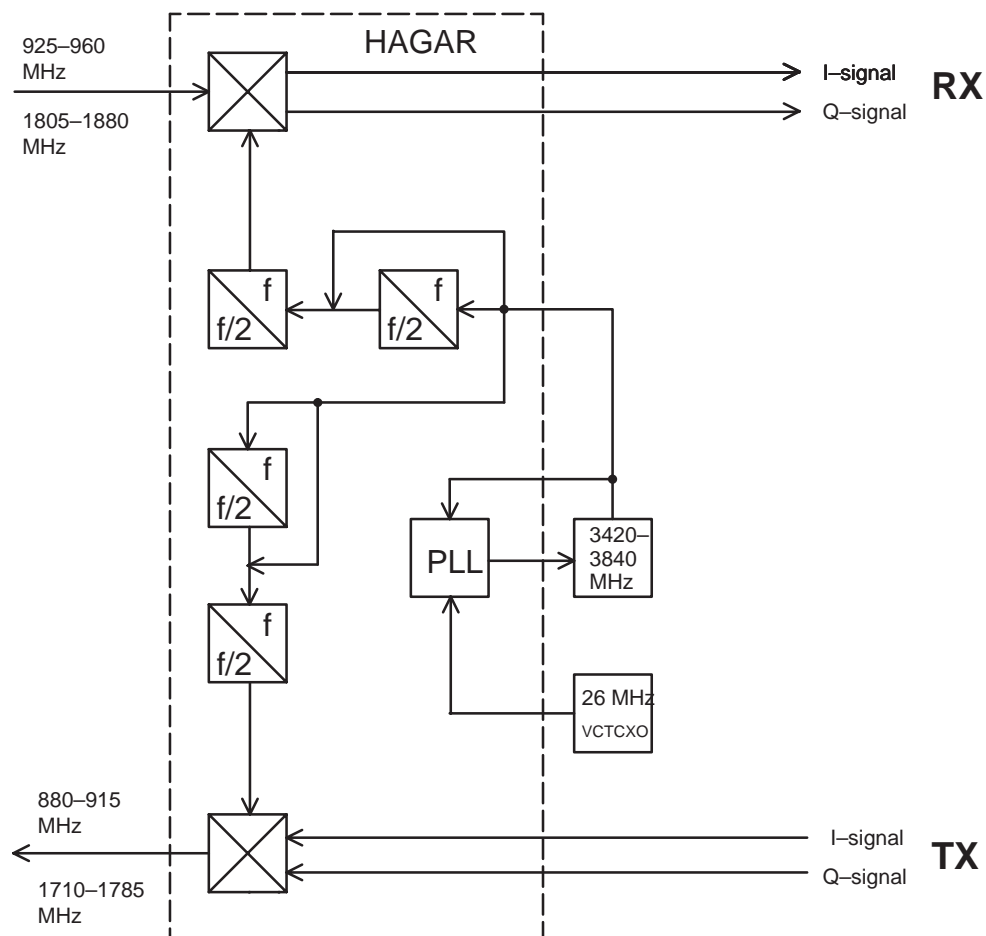 925–960
MHz
HAGAR
I–signal
RX
1805–1880
MHz
Q–signal
f
f/2
f
f/2
f
f/2
PLL
3420–
3840
MHz
f
f/2
26 MHz
VCTCXO
880–915
MHz
I–signal
TX
1710–1785
MHz
Q–signal